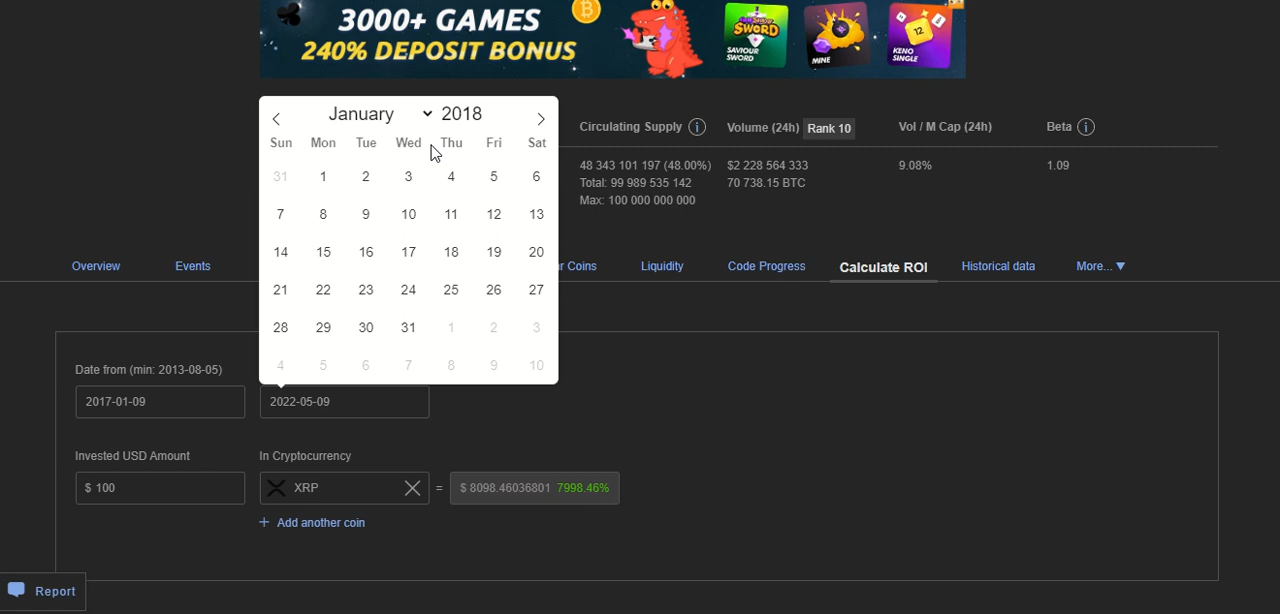 3000+ GAMES
240% DEPOSIT BONUS
SAVIOUR
SWORD
MINE
12
KENO
SINGLE
January 2018
Sun Mon Tue Wed Thu Fri Sat
31 1 2 3 4 5 6
7 8 9 10 11 12 13
14 15 16 17 18 19 20
21 22 23 24 25 26 27
28 29 30 31 1 2 3
4 5 6 7 8 9 10
Circulating Supply Volume (24h) Rank 10 Vol / M Cap (24h) Beta
48 343 101 197 (48.00%) $2 228 564 333 9.08% 1.09
Total: 99 989 535 142 70 738.15 BTC
Max: 100 000 000 000
Overview Events r Coins Liquidity Code Progress Calculate ROI Historical data More...
Date from (min: 2013-08-05)
2017-01-09 2022-05-09
Invested USD Amount In Cryptocurrency
$ 100 XRP = $ 8098.46036801 7998.46%
+ Add another coin
Report